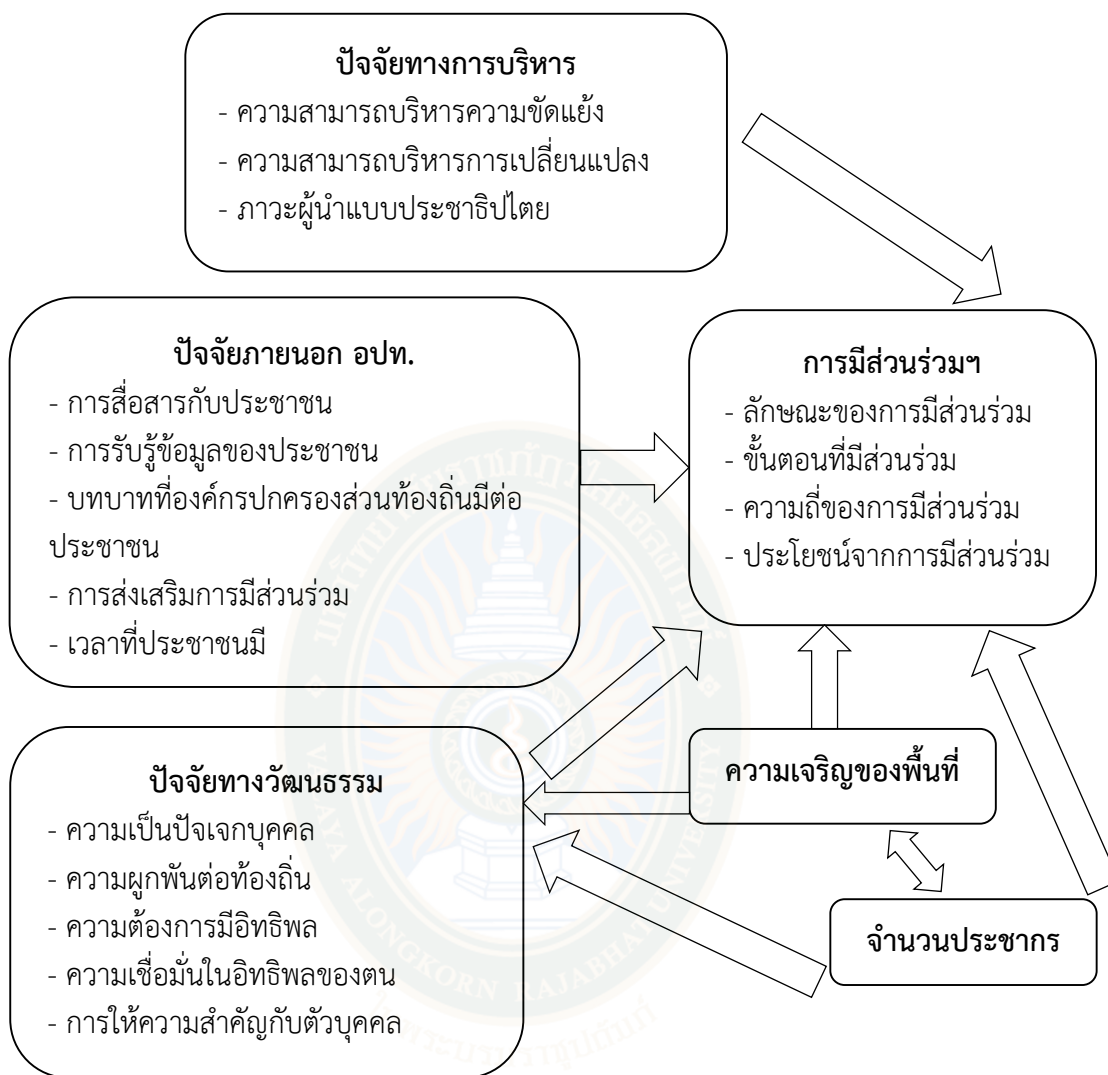 ปัจจัยทางการบริหาร
- ความสามารถบริหารความขัดแย้ง
- ความสามารถบริหารการเปลี่ยนแปลง
- ภาวะผู้นำแบบประชาธิปไตย
ปัจจัยภายนอก อปท.
- การสื่อสารกับประชาชน
- การรับรู้ข้อมูลของประชาชน
- บทบาทที่องค์กรปกครองส่วนท้องถิ่นมีต่อ
ประชาชน
- การส่งเสริมการมีส่วนร่วม
- เวลาที่ประชาชนมี
การมีส่วนร่วมฯ
- ลักษณะของการมีส่วนร่วม
- ขั้นตอนที่มีส่วนร่วม
- ความถี่ของการมีส่วนร่วม
- ประโยชน์จากการมีส่วนร่วม
ปัจจัยทางวัฒนธรรม
- ความเป็นปัจเจกบุคคล
- ความผูกพันต่อท้องถิ่น
- ความต้องการมีอิทธิพล
- ความเชื่อมั่นในอิทธิพลของตน
- การให้ความสำคัญกับตัวบุคคล
ความเจริญของพื้นที่
จำนวนประชากร
VALAYA ALONGKORN RAJABHAT UNIVERSITY